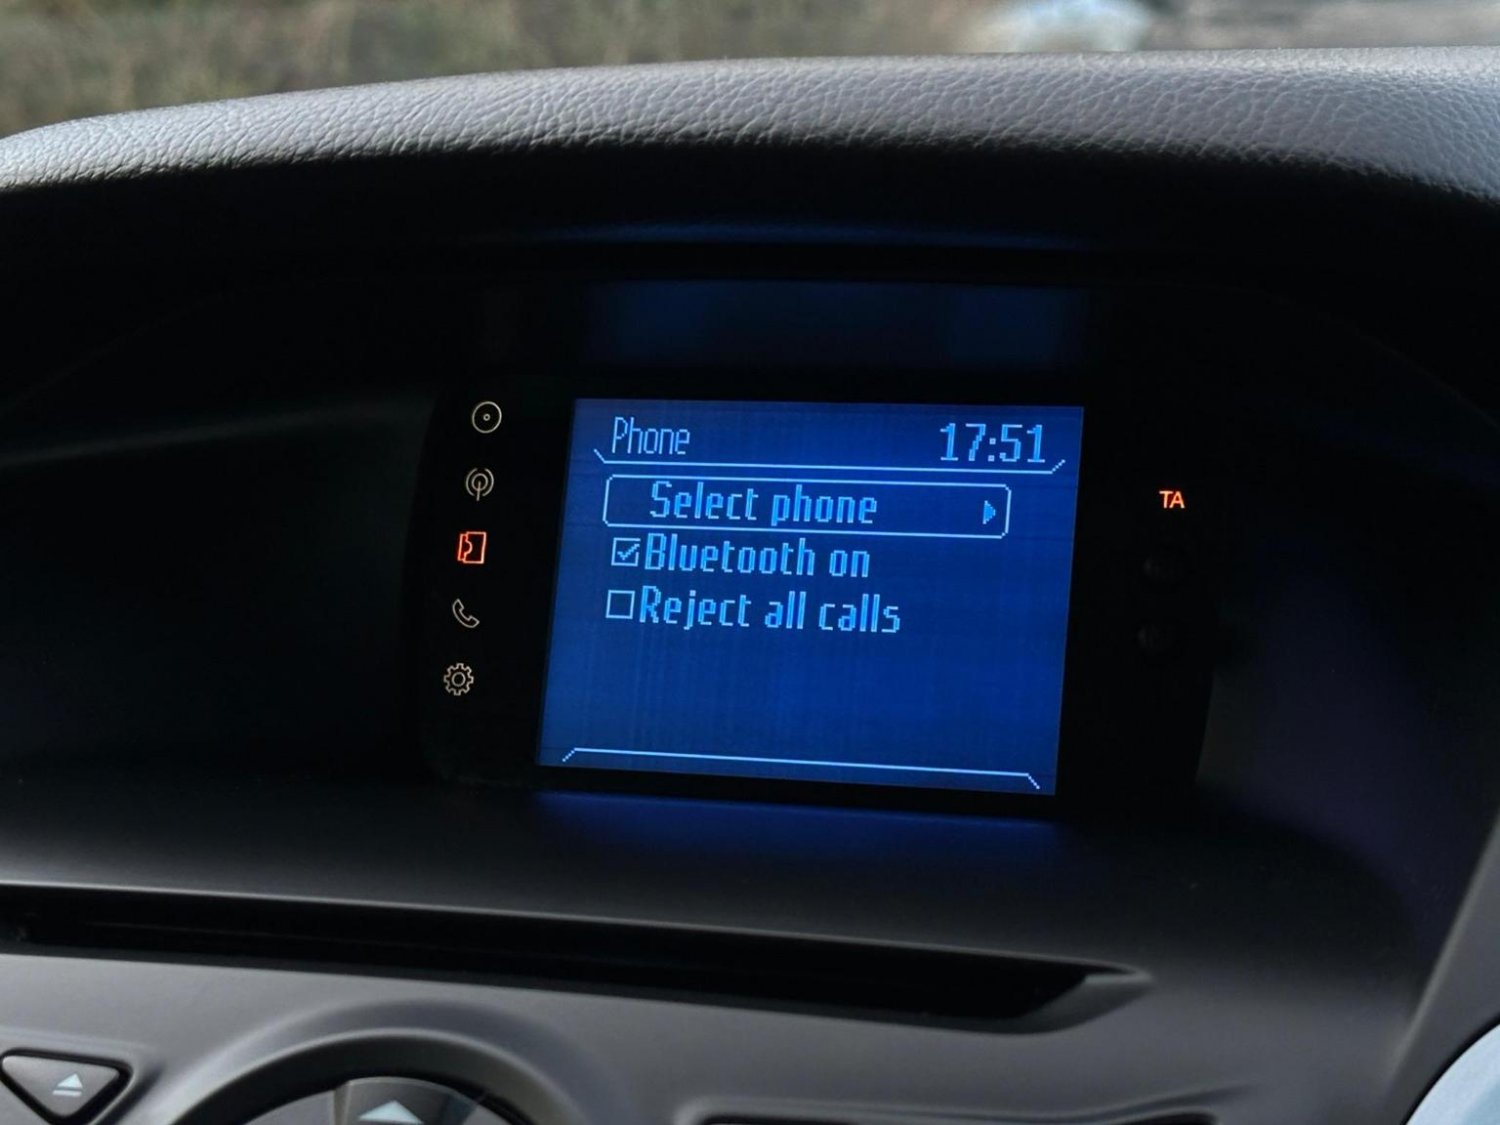 Phone 17:51
Select phone
Bluetooth on
Reject all calls
TA